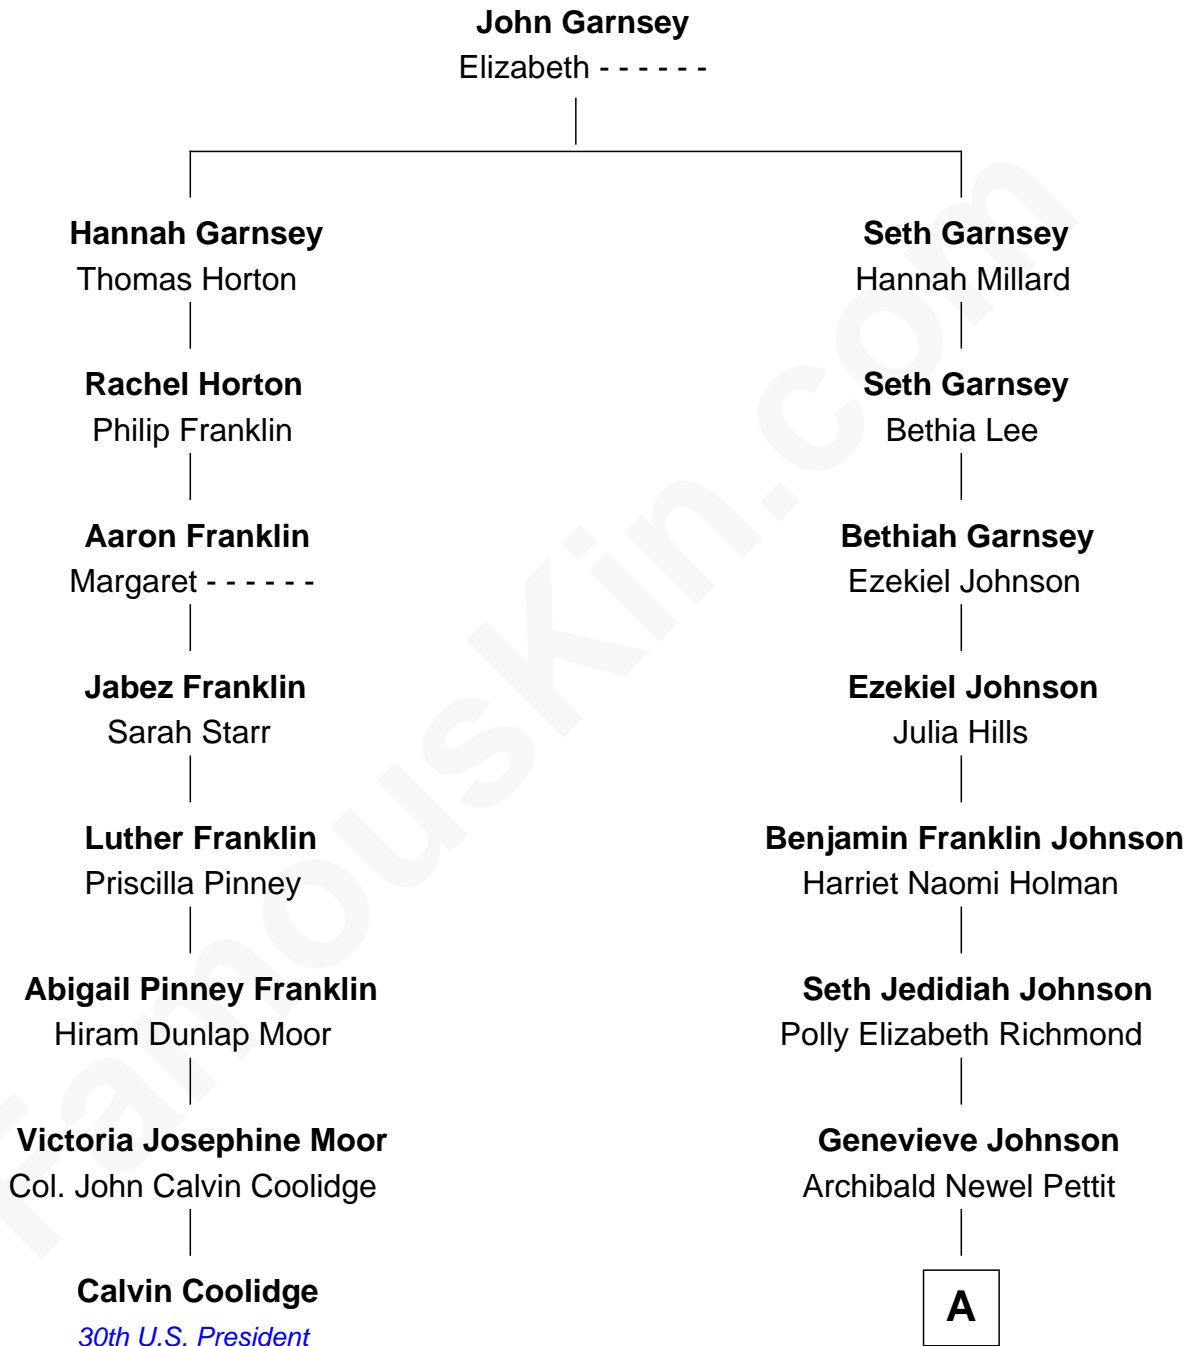 John Garnsey
Elizabeth - - - - - -
Hannah Garnsey
Thomas Horton
Seth Garnsey
Hannah Millard
Rachel Horton
Philip Franklin
Seth Garnsey
Bethia Lee
Aaron Franklin
Margaret - - - - - -
Bethiah Garnsey
Ezekiel Johnson
Jabez Franklin
Sarah Starr
Ezekiel Johnson
Julia Hills
Luther Franklin
Priscilla Pinney
Benjamin Franklin Johnson
Harriet Naomi Holman
Abigail Pinney Franklin
Hiram Dunlap Moor
Seth Jedidiah Johnson
Polly Elizabeth Richmond
Victoria Josephine Moor
Col. John Calvin Coolidge
Genevieve Johnson
Archibald Newel Pettit
Calvin Coolidge
30th U.S. President
A
FamousKin.com